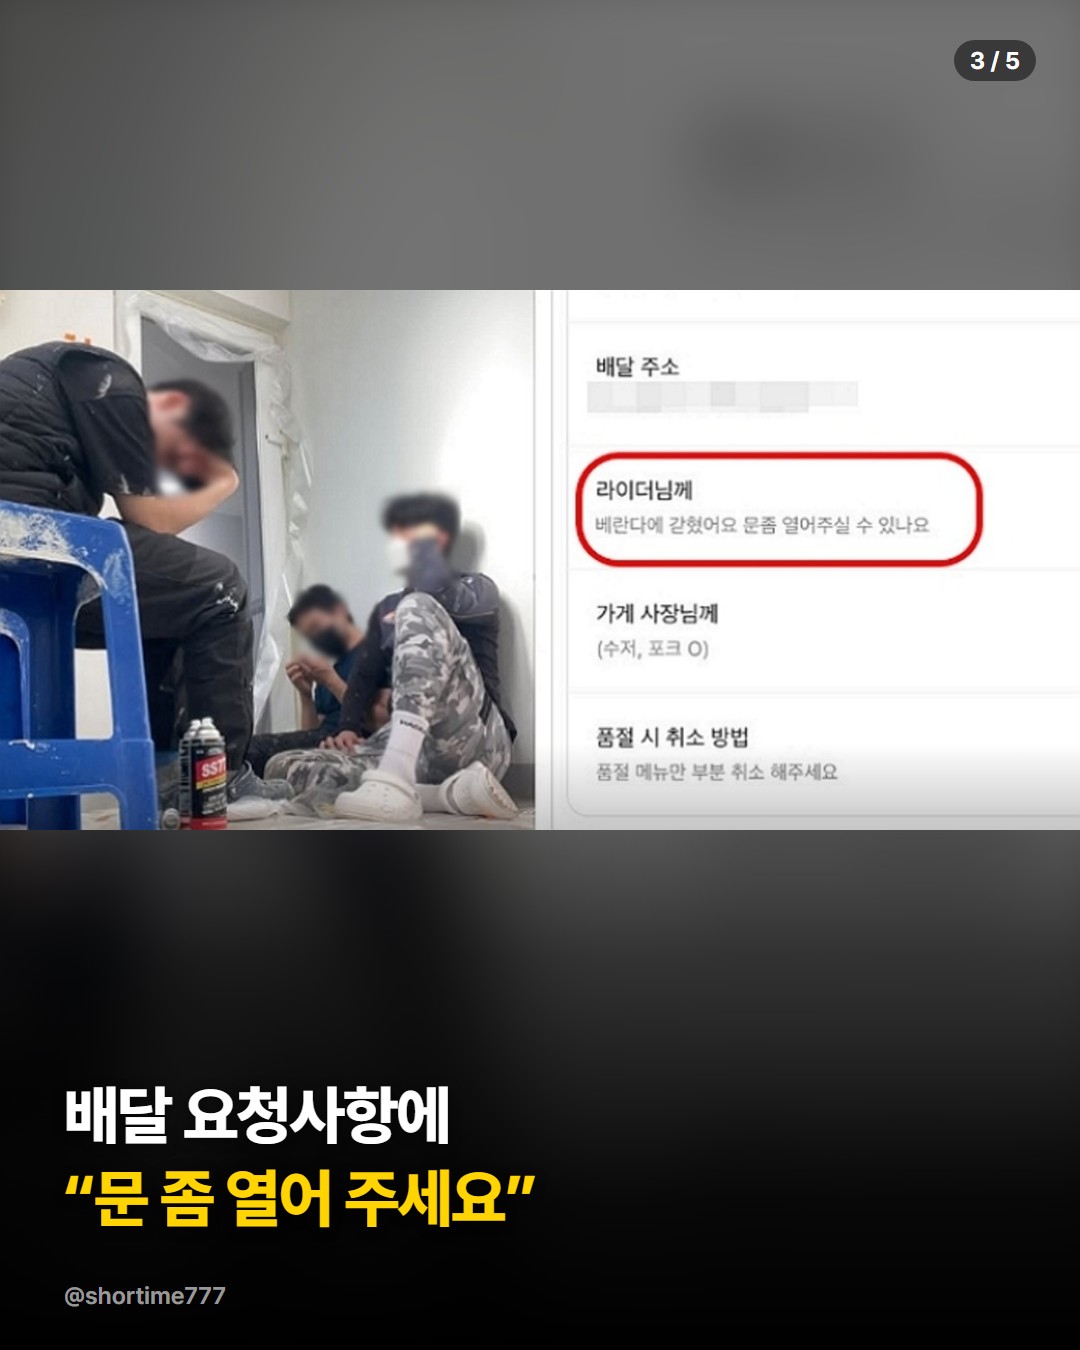 3 / 5
배달 주소
라이더님께
베란다에 갇혔어요 문좀 열어주실 수 있나요
가게 사장님께
(수저, 포크 O)
품절 시 취소 방법
품절 메뉴만 부분 취소 해주세요
배달 요청사항에
“문 좀 열어 주세요”
@shortime777